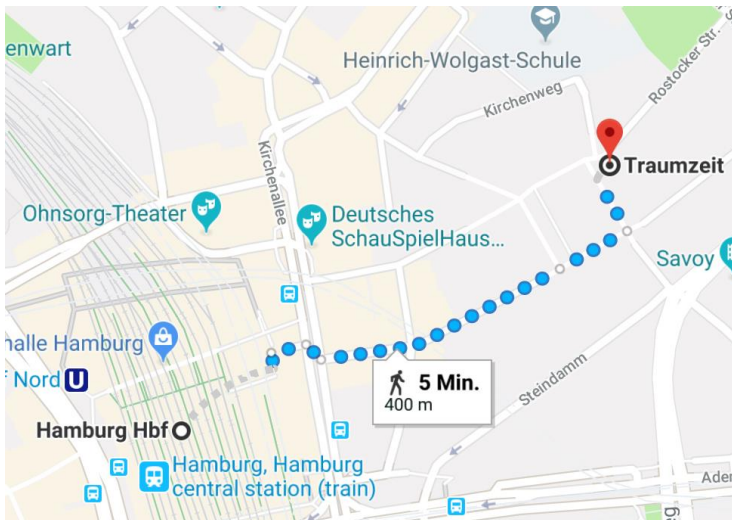 enwart
Heinrich-Wolgast-Schule
Kirchenweg
Rostocker Str.
Traumzeit
Kirchenallee
Ohnsorg-Theater
Deutsches
SchauSpielHaus...
Savoy
halle Hamburg
Nord
U
5 Min.
400 m
Steindamm
Hamburg Hbf
Hamburg, Hamburg
central station (train)
Aden